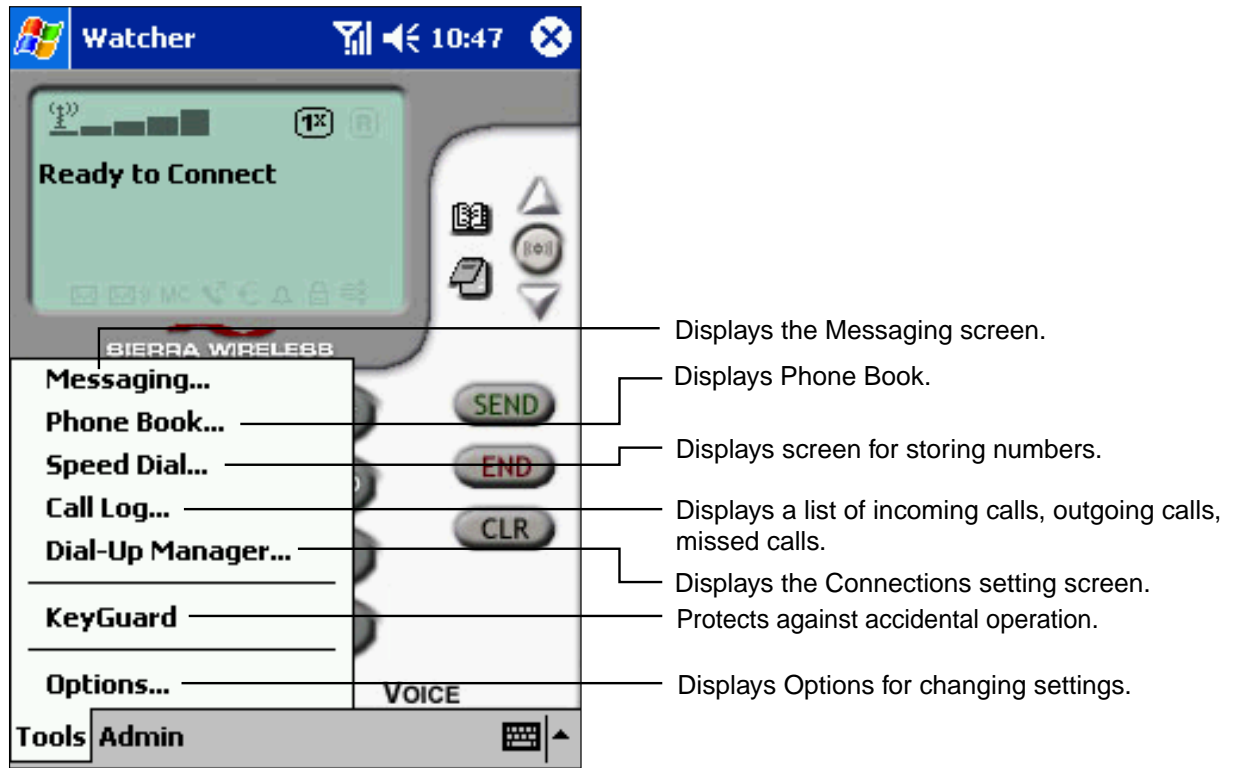 Watcher 10:47
1X R
Ready to Connect
MC
SIERRA WIRELESS
Messaging...
Phone Book...
Speed Dial...
Call Log...
Dial-Up Manager...
KeyGuard
Options...
SEND
END
CLR
VOICE
Tools Admin
Displays the Messaging screen.
Displays Phone Book.
Displays screen for storing numbers.
Displays a list of incoming calls, outgoing calls,
missed calls.
Displays the Connections setting screen.
Protects against accidental operation.
Displays Options for changing settings.